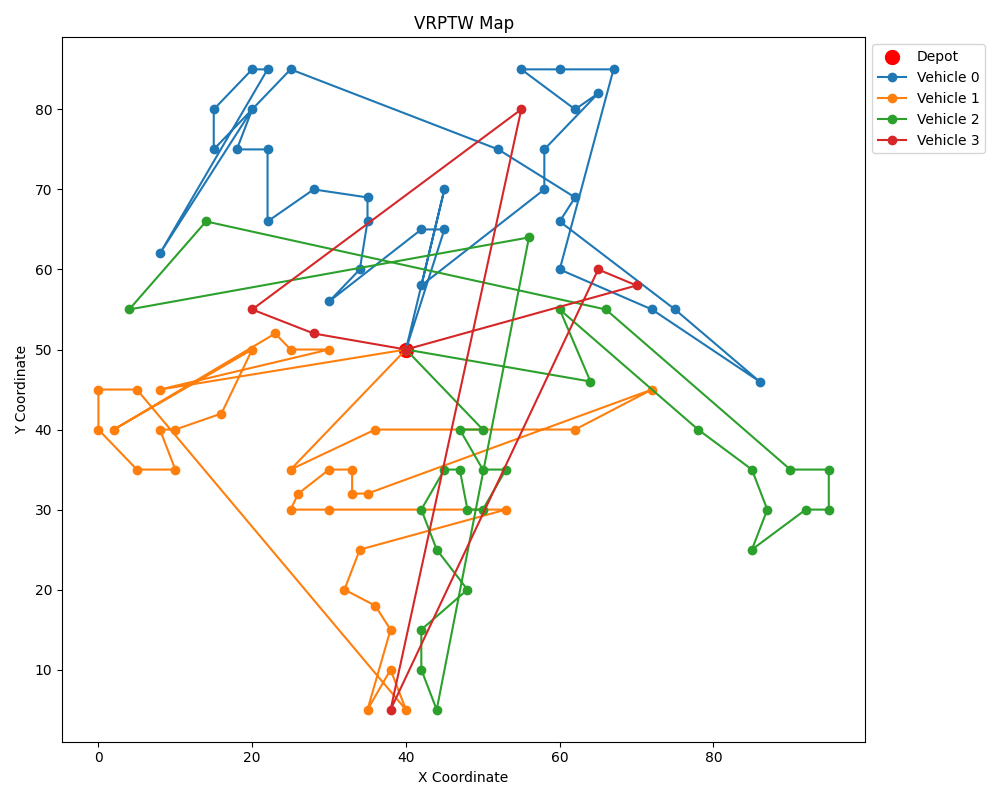 VRPTW Map
Depot
Vehicle 0
Vehicle 1
Vehicle 2
Vehicle 3
Y Coordinate
80
70
60
50
40
30
20
10
0
20
40
60
80
X Coordinate